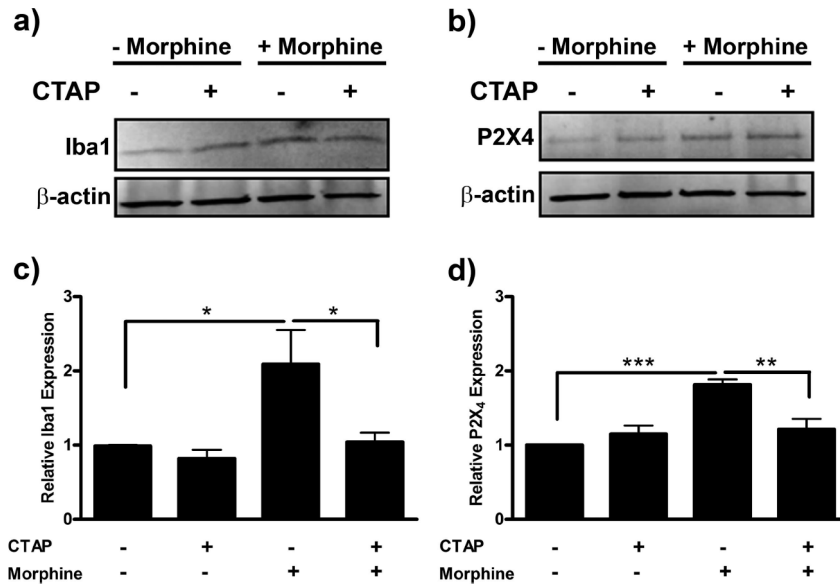 a)
- Morphine + Morphine
CTAP - + - +
Iba1
β-actin
b)
- Morphine + Morphine
CTAP - + - +
P2X4
β-actin
c)
Relative Iba1 Expression
3
2
1
0
* *
CTAP - + - +
Morphine - - + +
d)
Relative P2X₄ Expression
3
2
1
0
*** **
CTAP - + - +
Morphine - - + +